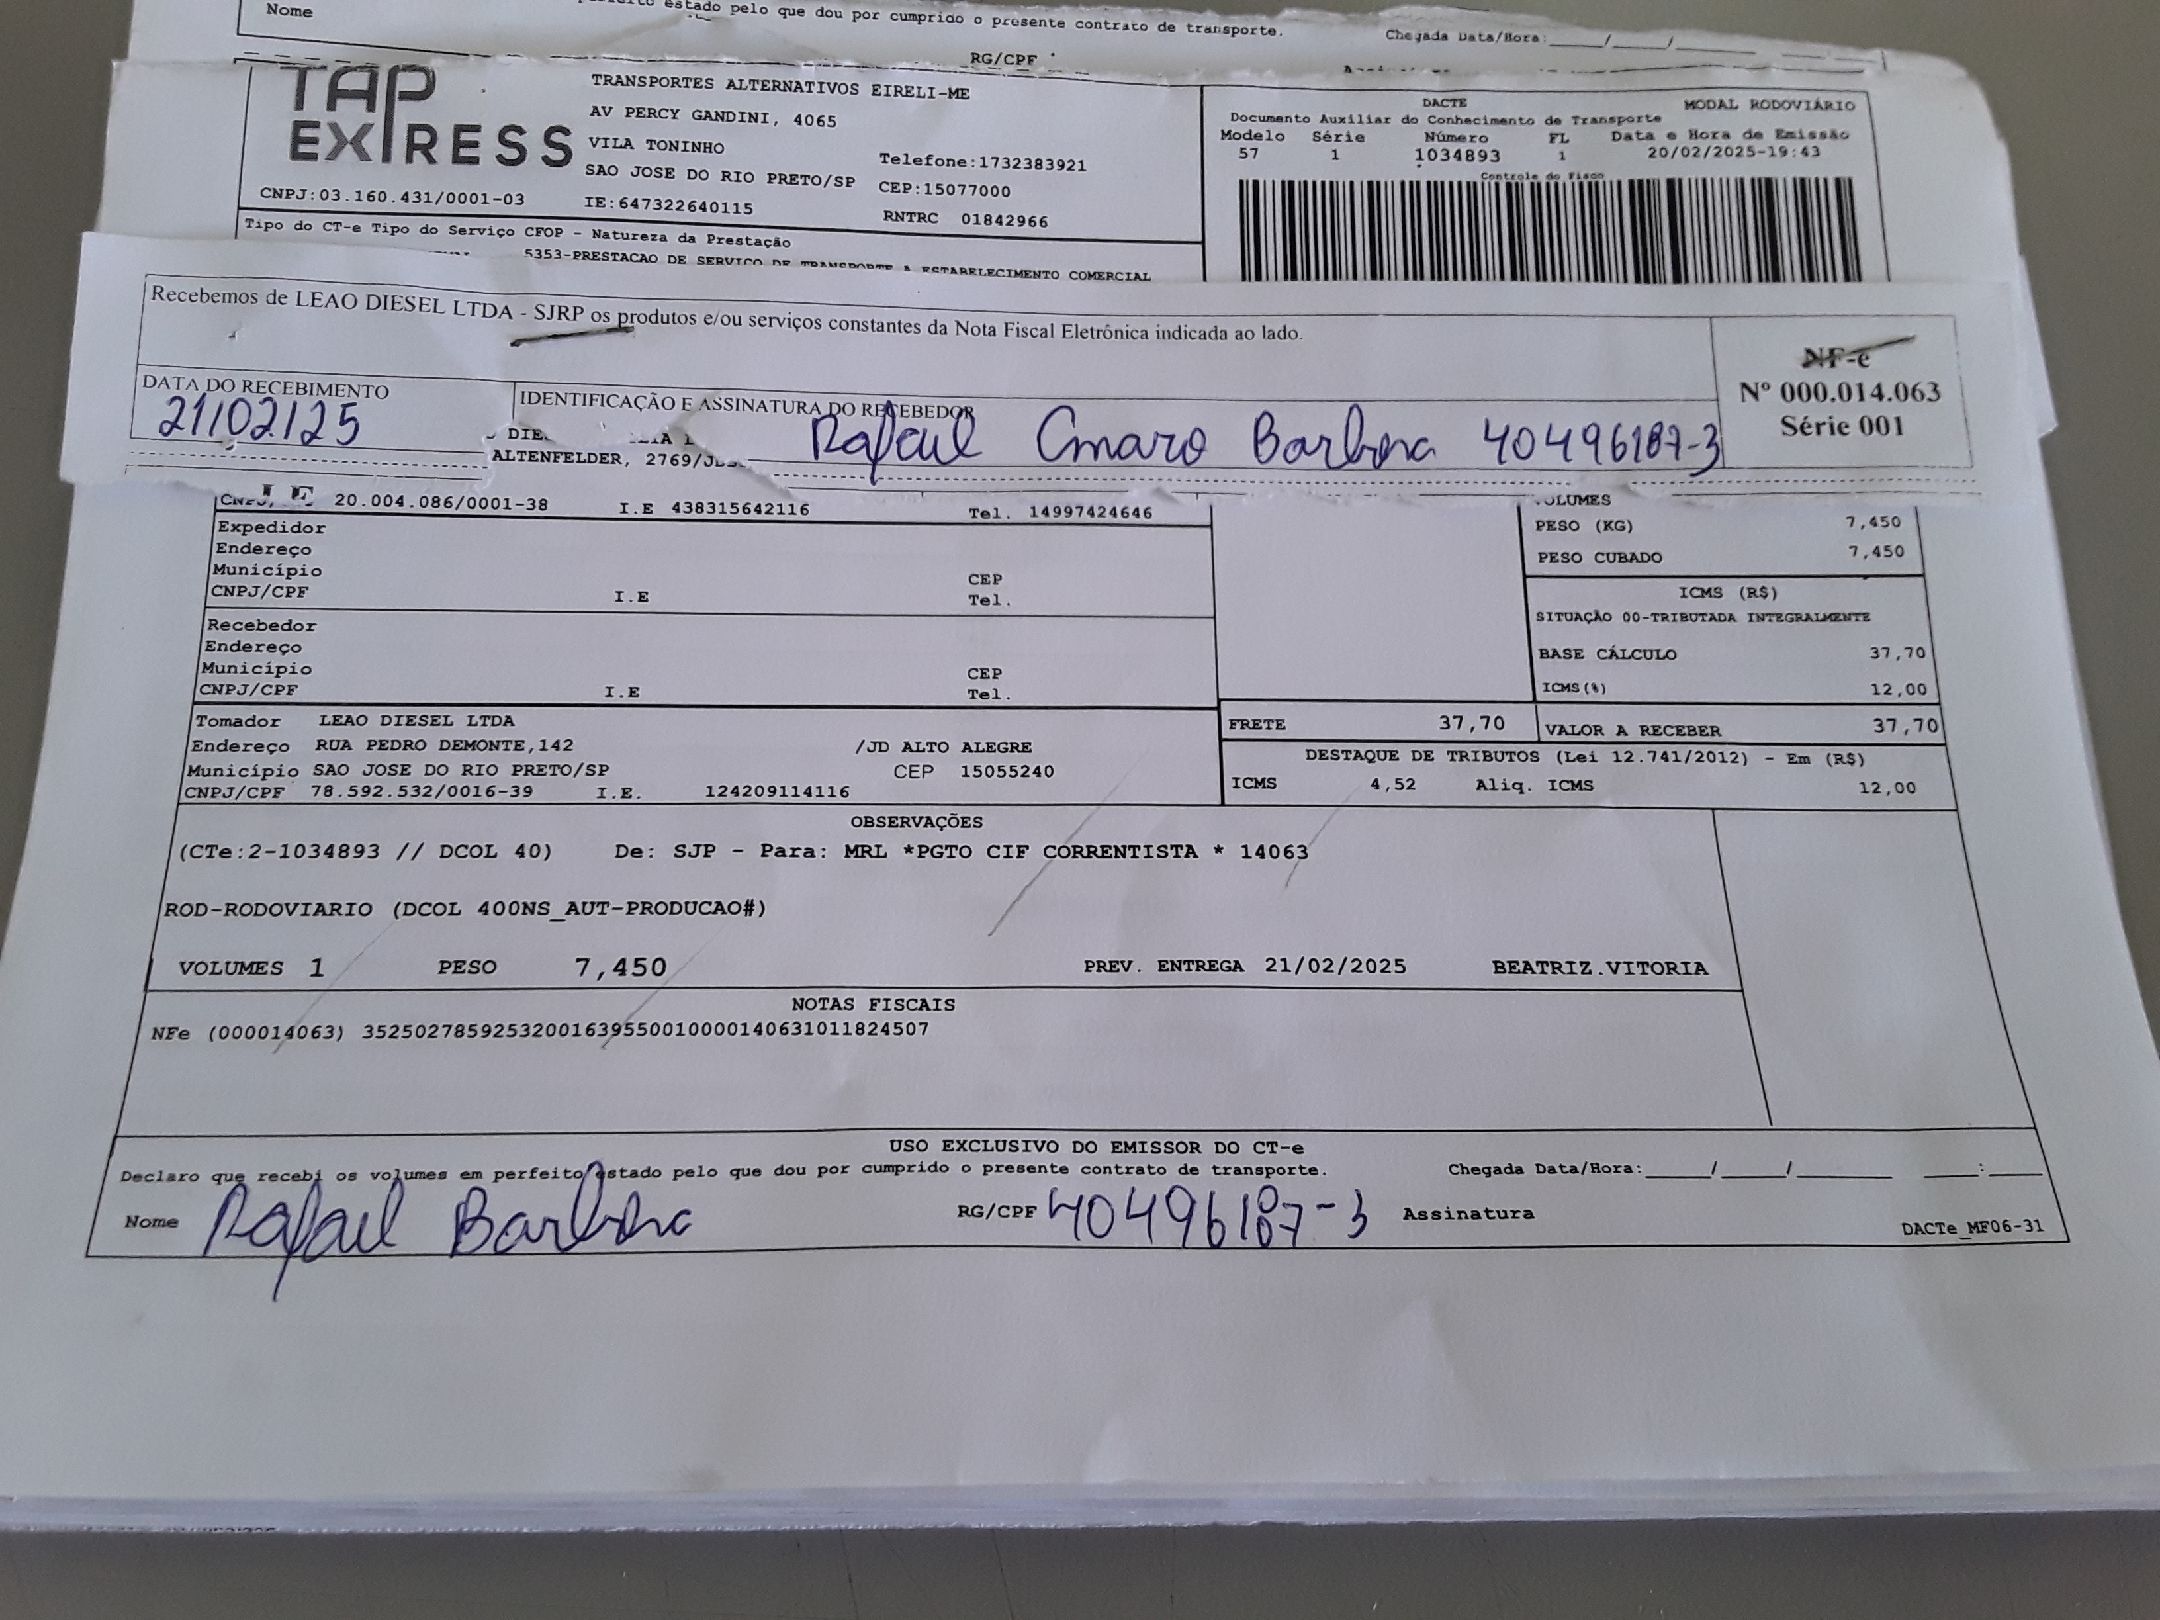 estado pelo que dou por cumprido o presente contrato de transporte.
Nome
Chegada Data/Hora:____/____/______
RG/CPF
TAP EXPRESS
TRANSPORTES ALTERNATIVOS EIRELI-ME
AV PERCY GANDINI, 4065
VILA TONINHO
Telefone:1732383921
SAO JOSE DO RIO PRETO/SP CEP:15077000
CNPJ:03.160.431/0001-03 IE:647322640115 RNTRC 01842966
DACTE MODAL RODOVIÁRIO
Documento Auxiliar do Conhecimento de Transporte
Modelo Série Número FL Data e Hora de Emissão
57 1 1034893 1 20/02/2025-19:43
Controle do Fisco
Tipo do CT-e Tipo do Serviço CFOP - Natureza da Prestação
5353-PRESTACAO DE SERVICO DE TRANSPORTE A ESTABELECIMENTO COMERCIAL
Recebemos de LEAO DIESEL LTDA - SJRP os produtos e/ou serviços constantes da Nota Fiscal Eletrônica indicada ao lado.
NF-e
Nº 000.014.063
Série 001
DATA DO RECEBIMENTO
21/02/25
IDENTIFICAÇÃO E ASSINATURA DO RECEBEDOR
Rafael Barbosa 40496187-3
ALTENFELDER, 2769/
20.004.086/0001-38 I.E 438315642116 Tel. 14997424646
VOLUMES
PESO (KG) 7,450
PESO CUBADO 7,450
Expedidor
Endereço
Município CEP
CNPJ/CPF I.E Tel.
ICMS (R$)
SITUAÇÃO 00-TRIBUTADA INTEGRALMENTE
BASE CÁLCULO 37,70
ICMS(%) 12,00
Recebedor
Endereço
Município CEP
CNPJ/CPF I.E Tel.
Tomador LEAO DIESEL LTDA
Endereço RUA PEDRO DEMONTE,142 /JD ALTO ALEGRE
Município SAO JOSE DO RIO PRETO/SP CEP 15055240
CNPJ/CPF 78.592.532/0016-39 I.E. 124209114116
FRETE 37,70 VALOR A RECEBER 37,70
DESTAQUE DE TRIBUTOS (Lei 12.741/2012) - Em (R$)
ICMS 4,52 Aliq. ICMS 12,00
OBSERVAÇÕES
(CTe:2-1034893 // DCOL 40) De: SJP - Para: MRL *PGTO CIF CORRENTISTA * 14063
ROD-RODOVIARIO (DCOL 400NS_AUT-PRODUCAO#)
VOLUMES 1 PESO 7,450 PREV. ENTREGA 21/02/2025 BEATRIZ.VITORIA
NOTAS FISCAIS
NFe (000014063) 35250278592532001639550010000140631011824507
USO EXCLUSIVO DO EMISSOR DO CT-e
Declaro que recebi os volumes em perfeito estado pelo que dou por cumprido o presente contrato de transporte. Chegada Data/Hora:_____/_____/______ ____:____
Nome Rafael Barbosa RG/CPF 40496187-3 Assinatura
DACTe_MF06-31